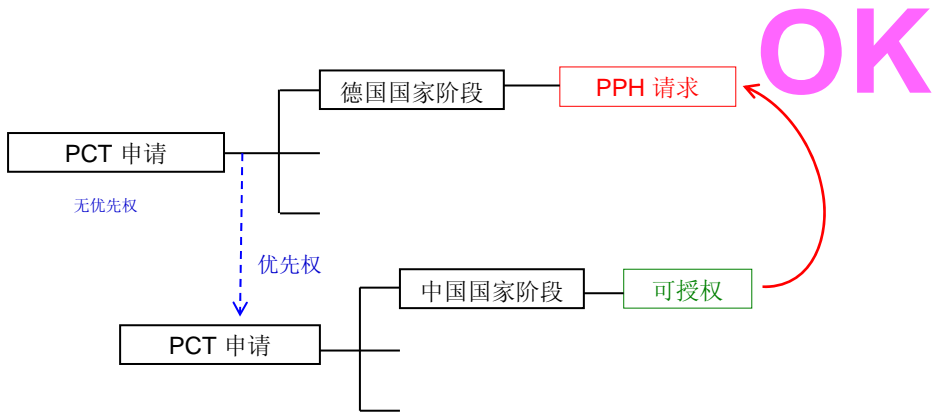 OK
德国国家阶段
PPH 请求
PCT 申请
无优先权
优先权
中国国家阶段
可授权
PCT 申请